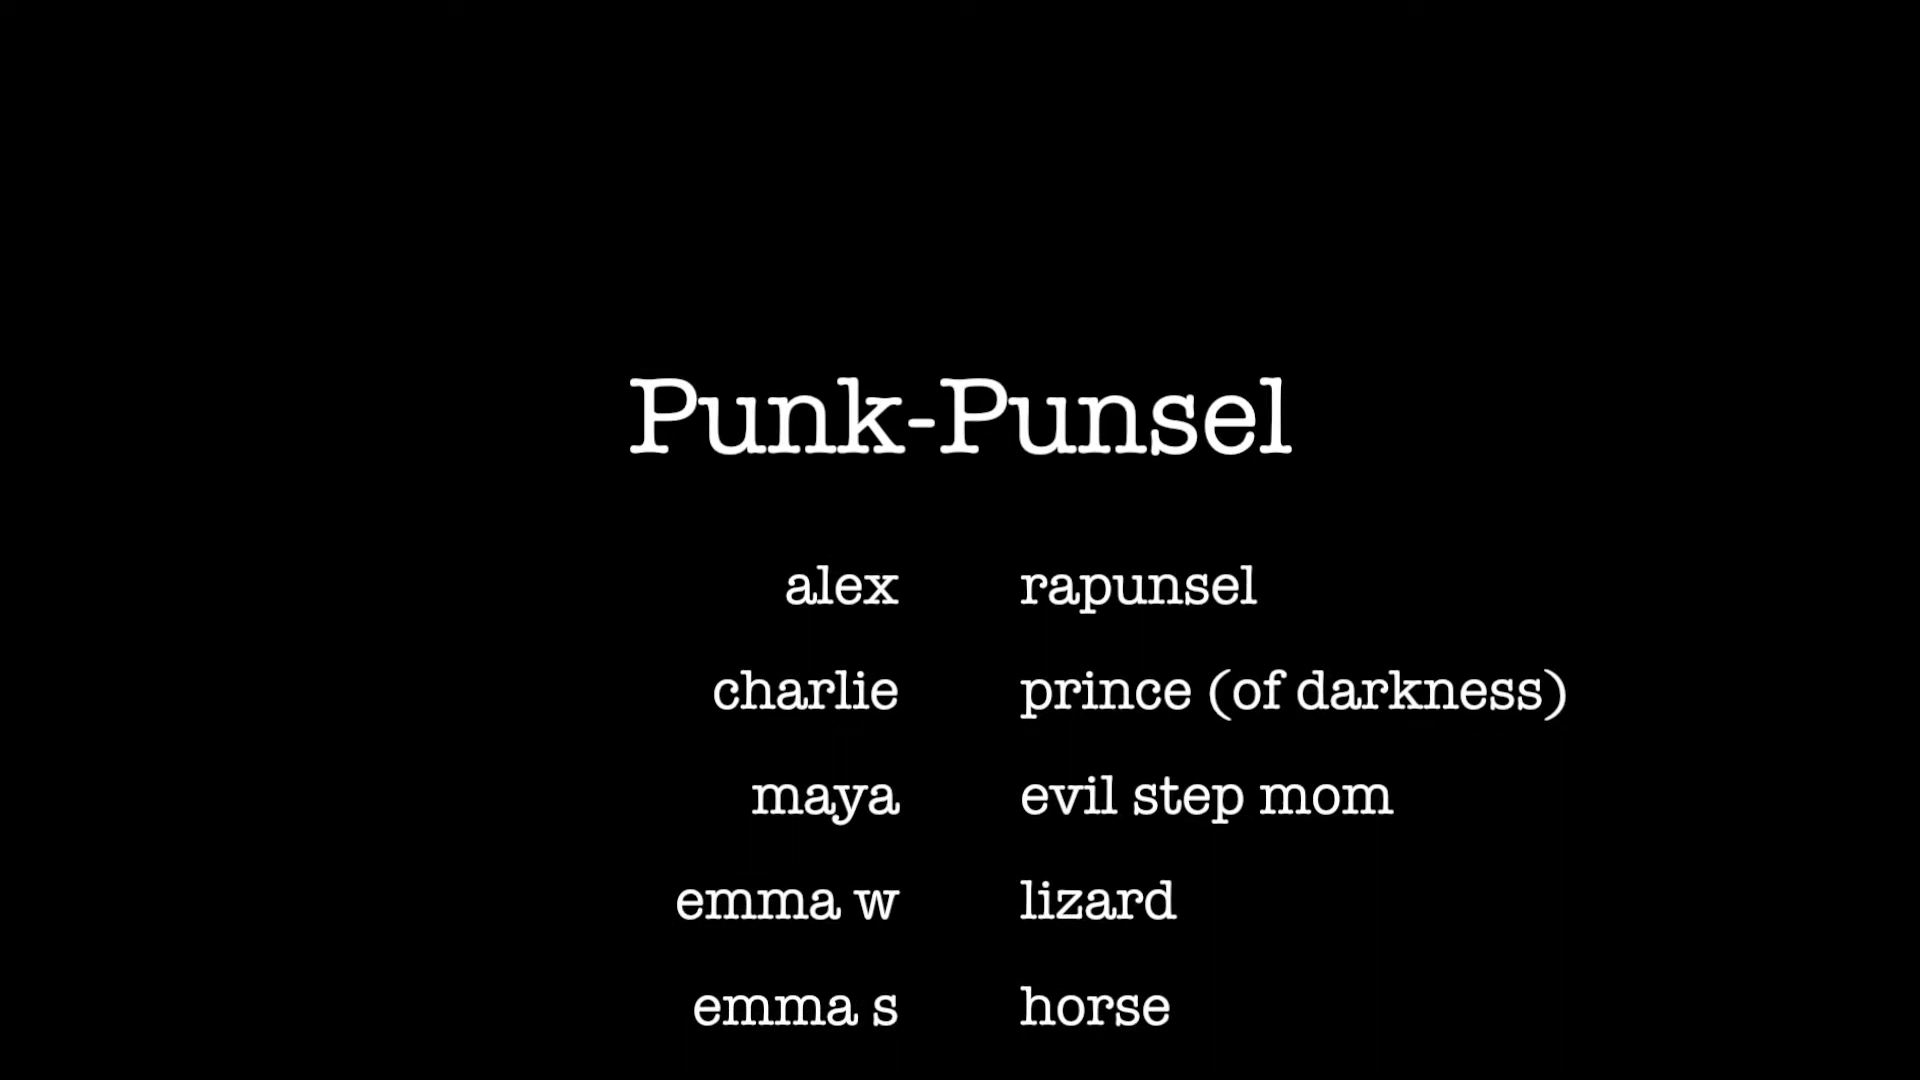 Punk-Punsel
alex rapunsel
charlie prince (of darkness)
maya evil step mom
emma w lizard
emma s horse